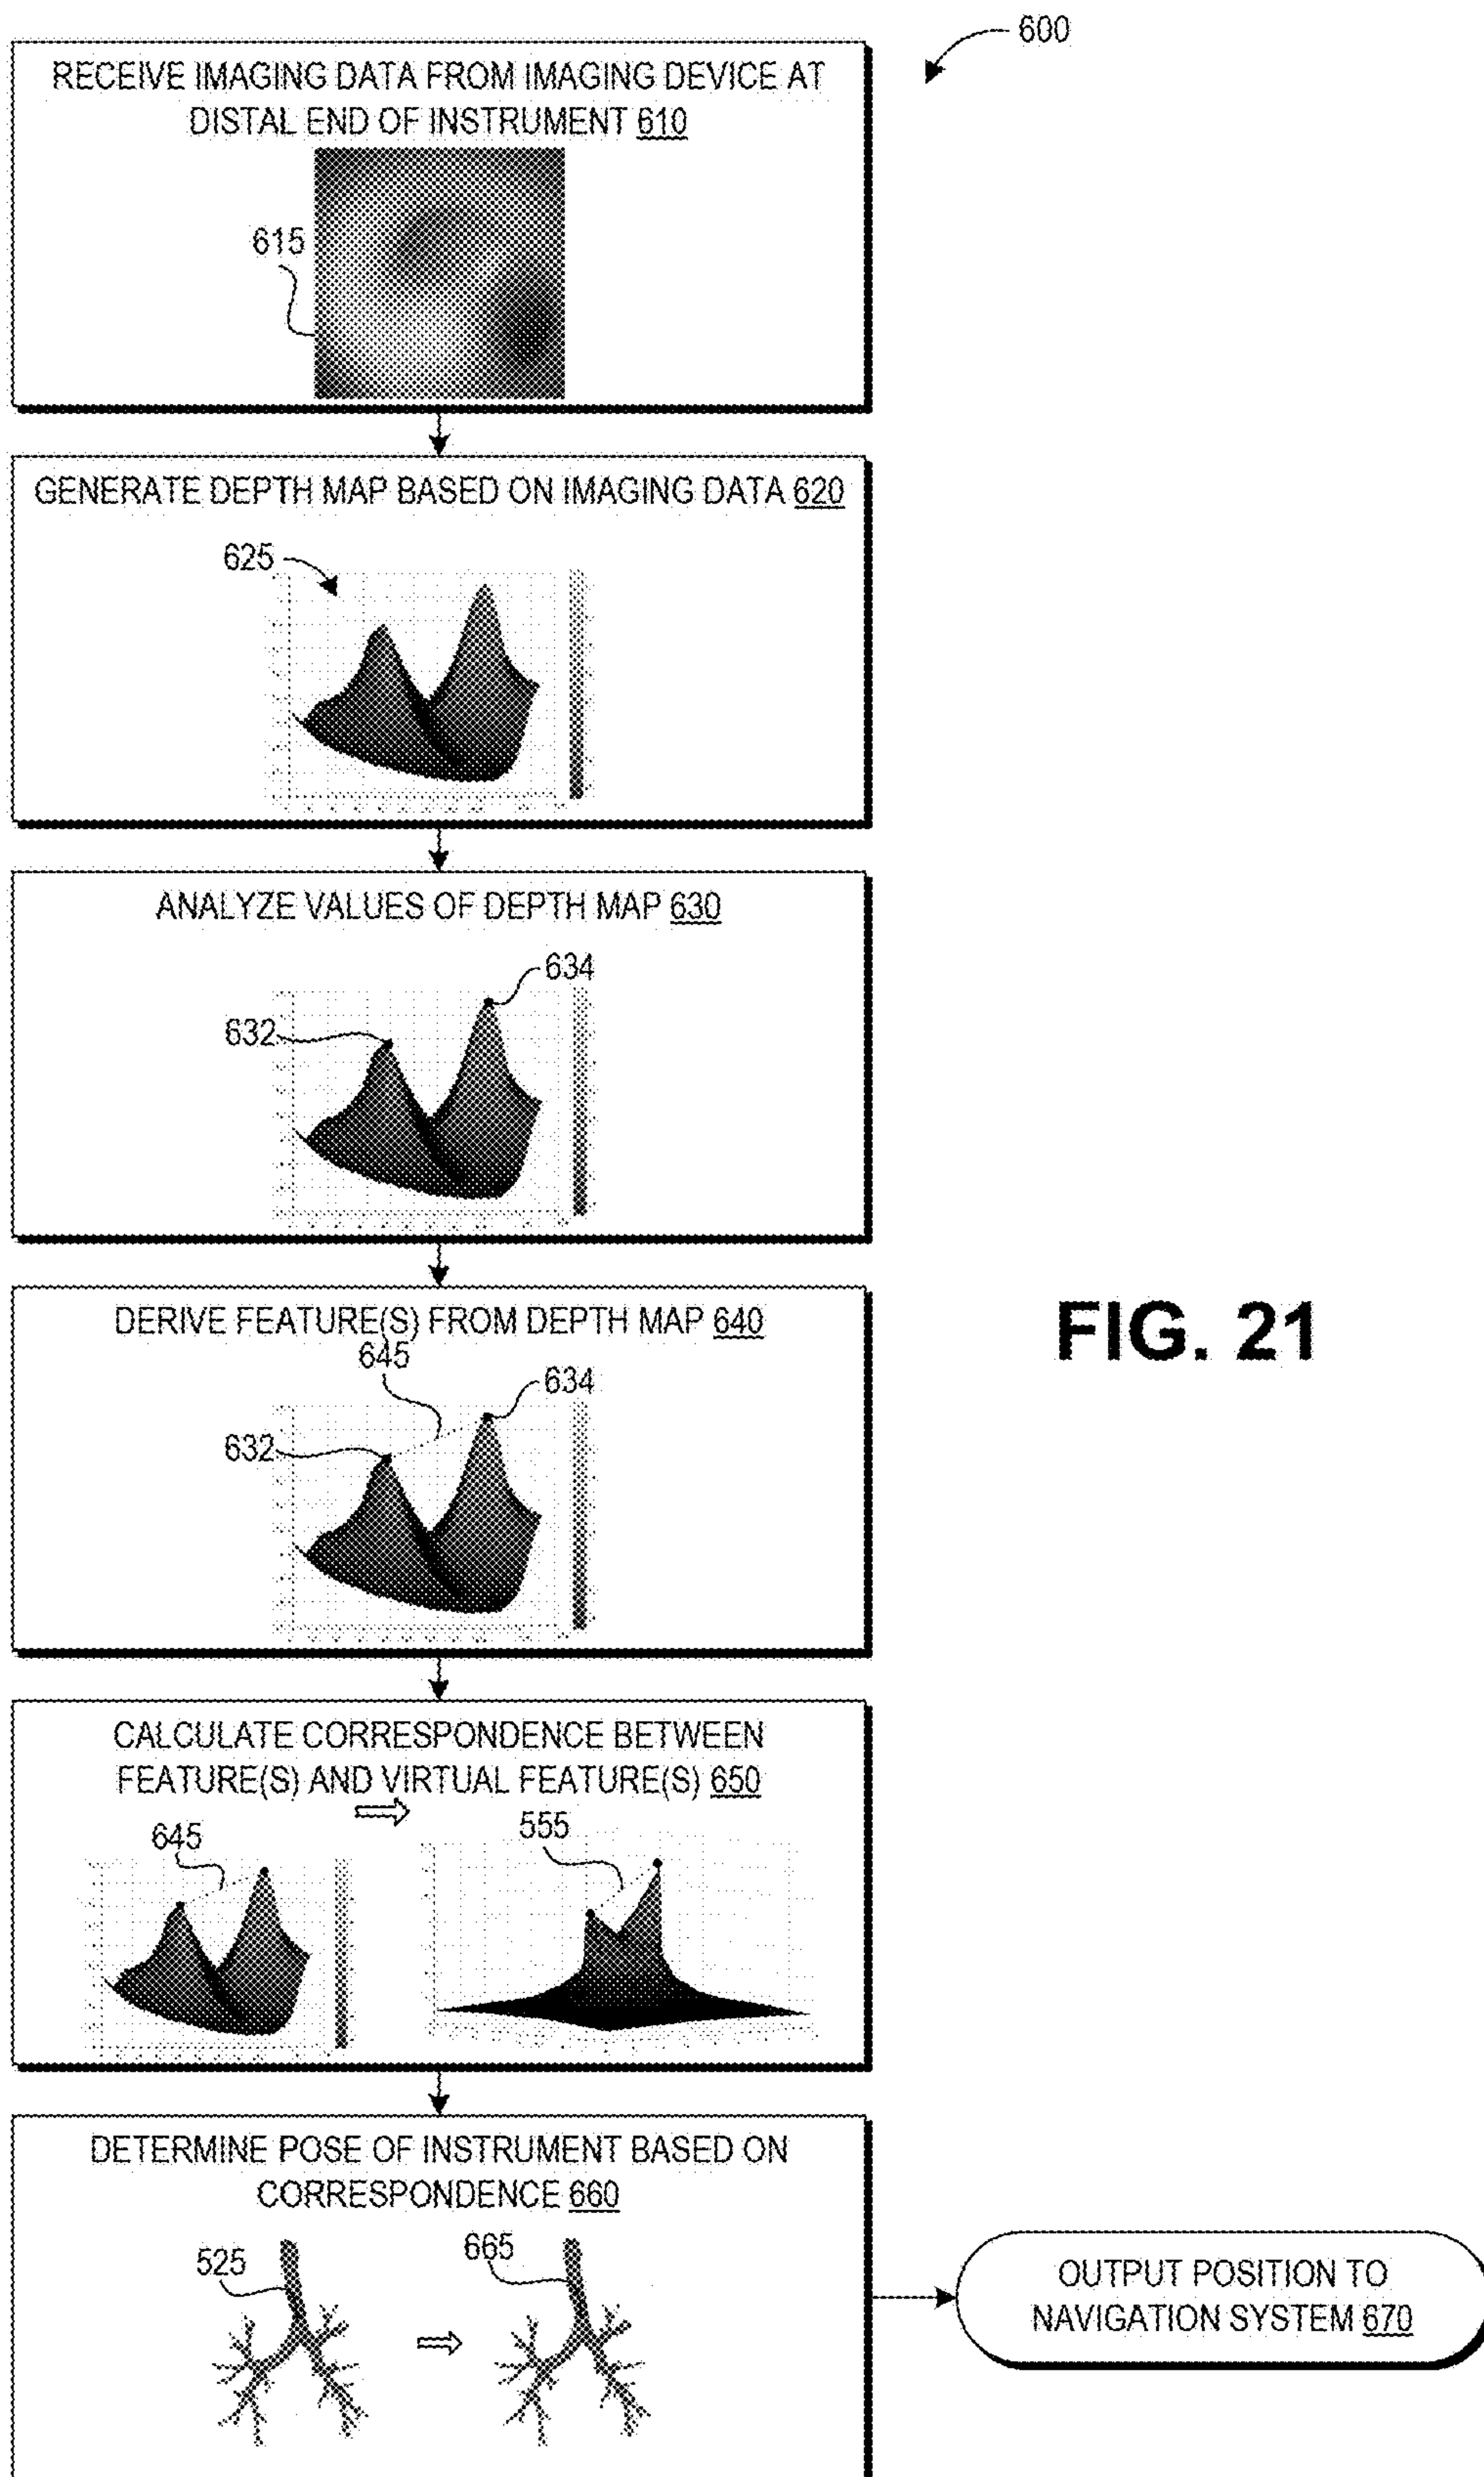 600
RECEIVE IMAGING DATA FROM IMAGING DEVICE AT
DISTAL END OF INSTRUMENT 610
615
GENERATE DEPTH MAP BASED ON IMAGING DATA 620
625
ANALYZE VALUES OF DEPTH MAP 630
634
632
FIG. 21
DERIVE FEATURE(S) FROM DEPTH MAP 640
645
634
632
CALCULATE CORRESPONDENCE BETWEEN
FEATURE(S) AND VIRTUAL FEATURE(S) 650
645
555
DETERMINE POSE OF INSTRUMENT BASED ON
CORRESPONDENCE 660
525
665
OUTPUT POSITION TO
NAVIGATION SYSTEM 670